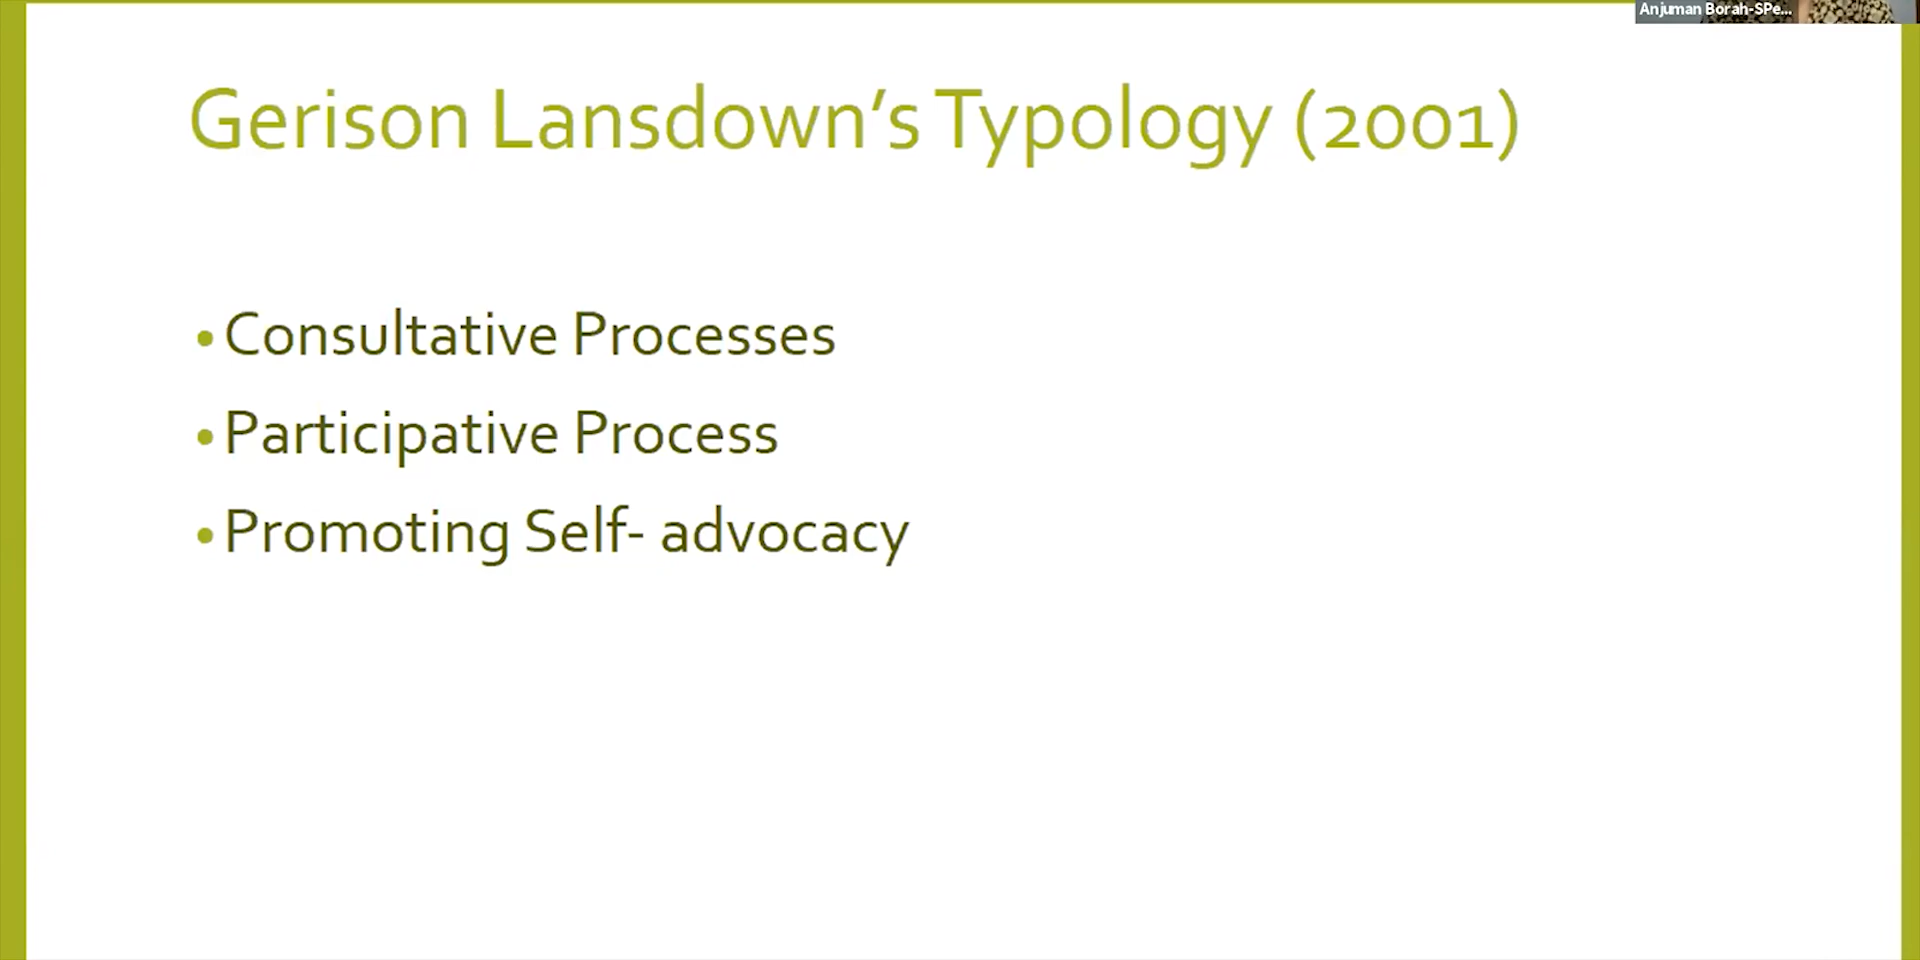 Anjuman Borah-SPe...
Gerison Lansdown’s Typology (2001)
• Consultative Processes
• Participative Process
• Promoting Self- advocacy